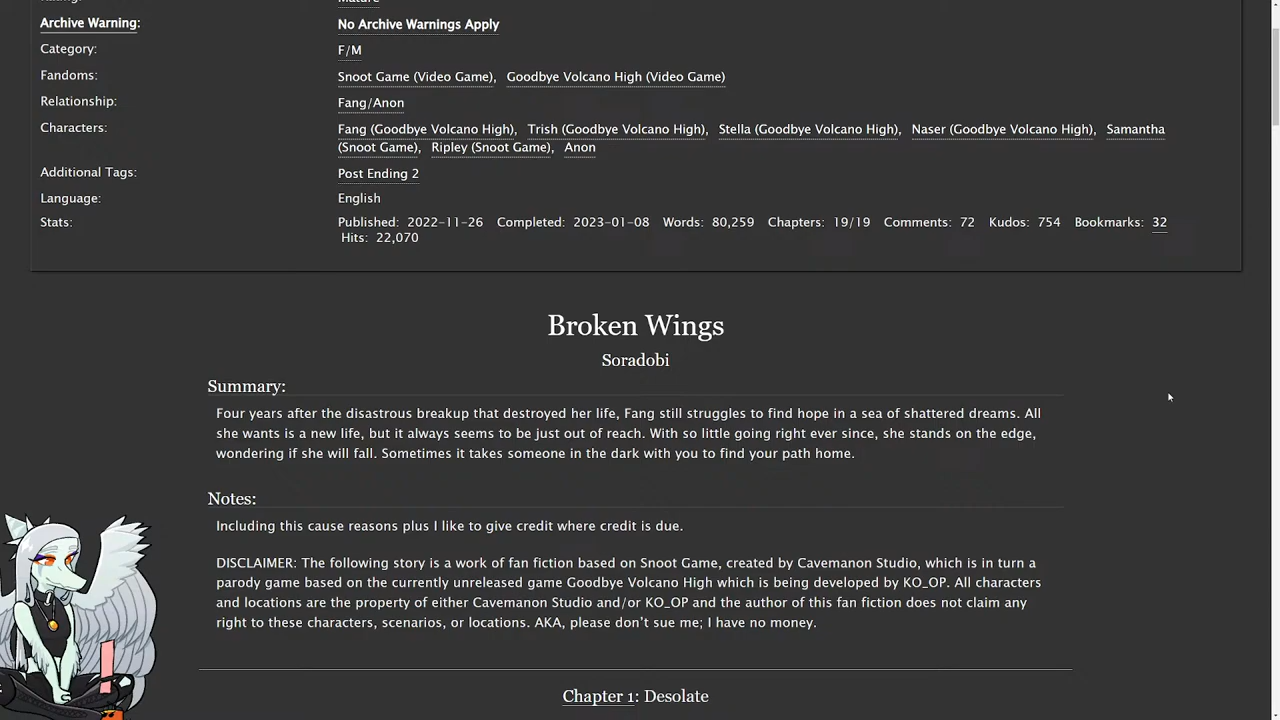 Archive Warning:
No Archive Warnings Apply
Category:
F/M
Fandoms:
Snoot Game (Video Game), Goodbye Volcano High (Video Game)
Relationship:
Fang/Anon
Characters:
Fang (Goodbye Volcano High), Trish (Goodbye Volcano High), Stella (Goodbye Volcano High), Naser (Goodbye Volcano High), Samantha
(Snoot Game), Ripley (Snoot Game), Anon
Additional Tags:
Post Ending 2
Language:
English
Stats:
Published: 2022-11-26 Completed: 2023-01-08 Words: 80,259 Chapters: 19/19 Comments: 72 Kudos: 754 Bookmarks: 32
Hits: 22,070
Broken Wings
Soradobi
Summary:
Four years after the disastrous breakup that destroyed her life, Fang still struggles to find hope in a sea of shattered dreams. All
she wants is a new life, but it always seems to be just out of reach. With so little going right ever since, she stands on the edge,
wondering if she will fall. Sometimes it takes someone in the dark with you to find your path home.
Notes:
Including this cause reasons plus I like to give credit where credit is due.
DISCLAIMER: The following story is a work of fan fiction based on Snoot Game, created by Cavemanon Studio, which is in turn a
parody game based on the currently unreleased game Goodbye Volcano High which is being developed by KO_OP. All characters
and locations are the property of either Cavemanon Studio and/or KO_OP and the author of this fan fiction does not claim any
right to these characters, scenarios, or locations. AKA, please don't sue me; I have no money.
Chapter 1: Desolate